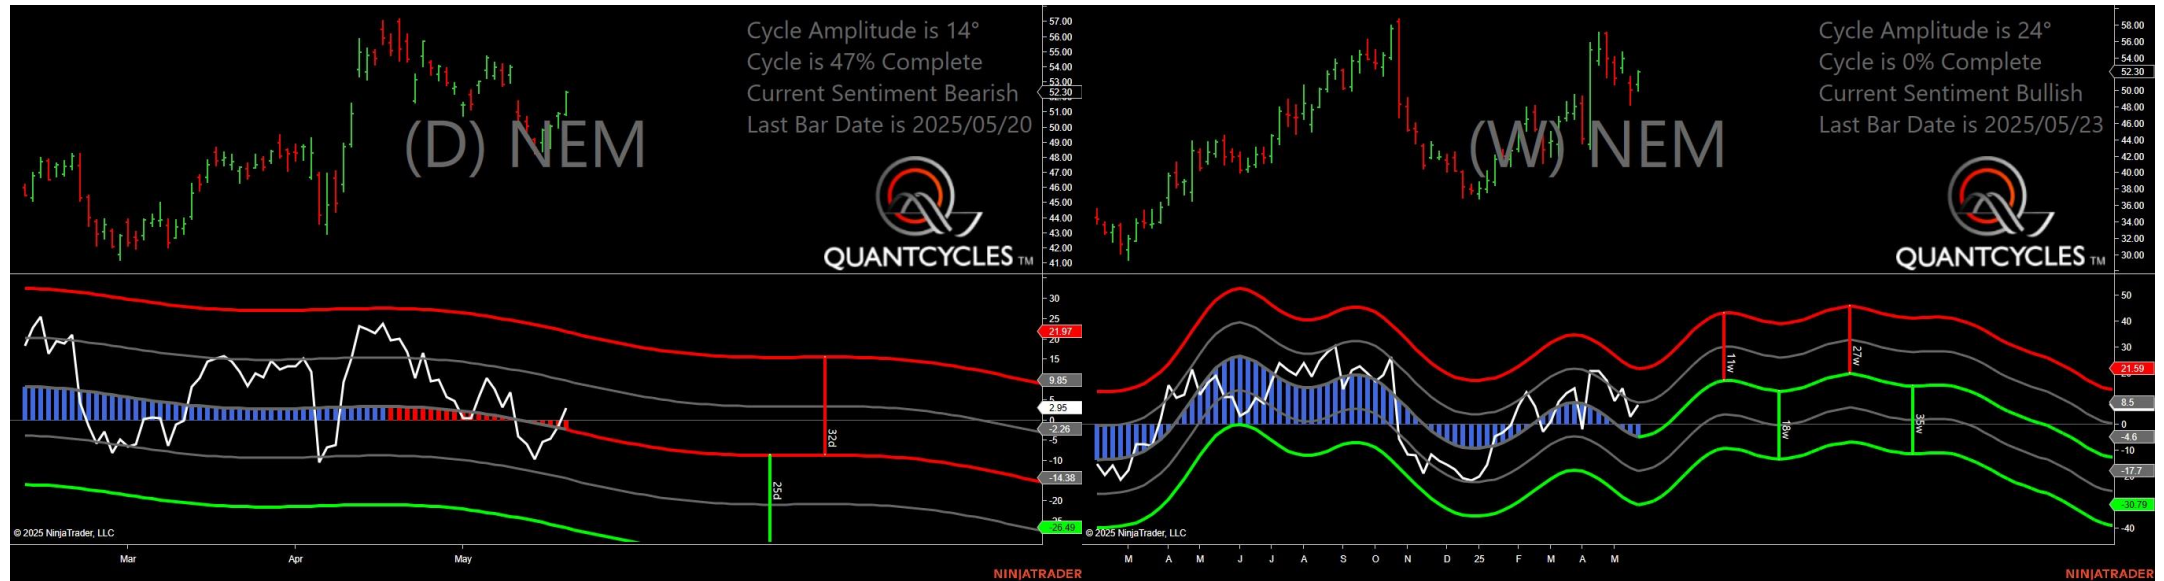 Cycle Amplitude is 14°
Cycle is 47% Complete
Current Sentiment Bearish
Last Bar Date is 2025/05/20
(D) NEM
QUANTCYCLES TM
57.00
56.00
55.00
54.00
53.00
52.30
51.00
50.00
49.00
48.00
47.00
46.00
45.00
44.00
43.00
42.00
41.00
30
21.97
20
15
9.85
5
2.95
0
-2.26
-5
-10
-14.38
-20
-26.49
32d
25d
© 2025 NinjaTrader, LLC
Mar
Apr
May
NINJATRADER
Cycle Amplitude is 24°
Cycle is 0% Complete
Current Sentiment Bullish
Last Bar Date is 2025/05/23
(W) NEM
QUANTCYCLES TM
58.00
56.00
54.00
52.30
50.00
48.00
46.00
44.00
42.00
40.00
38.00
36.00
34.00
32.00
30.00
50
40
30
21.59
8.5
0
-4.6
-10
-17.7
-30.79
-40
11w
18w
27w
35w
© 2025 NinjaTrader, LLC
M A M J J A S O N D 25 F M A M
NINJATRADER